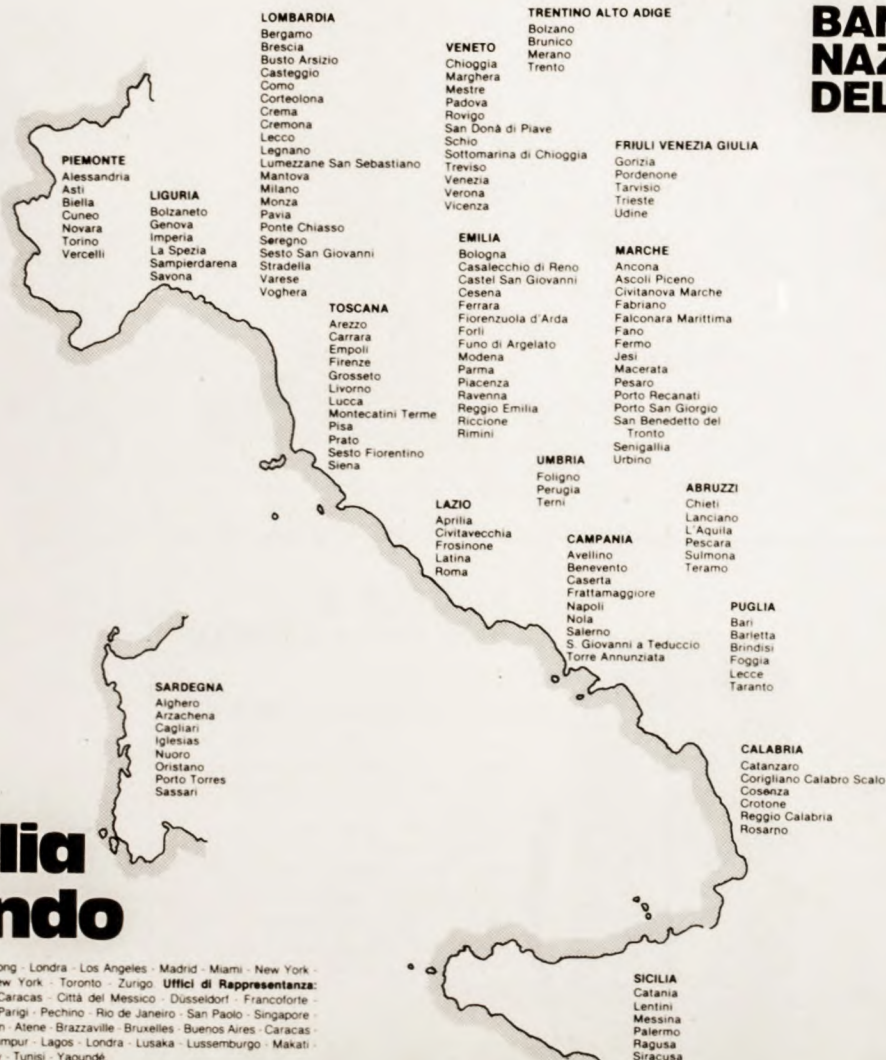 LOMBARDIA
Bergamo
Brescia
Busto Arsizio
Casteggio
Como
Corteolona
Crema
Cremona
Lecco
Legnano
Lumezzane San Sebastiano
Mantova
Milano
Monza
Pavia
Ponte Chiasso
Seregno
Sesto San Giovanni
Stradella
Varese
Voghera
TRENTINO ALTO ADIGE
Bolzano
Brunico
Merano
Trento
VENETO
Chioggia
Marghera
Mestre
Padova
Rovigo
San Donà di Piave
Schio
Sottomarina di Chioggia
Treviso
Venezia
Verona
Vicenza
PIEMONTE
Alessandria
Asti
Biella
Cuneo
Novara
Torino
Vercelli
LIGURIA
Bolzaneto
Genova
Imperia
La Spezia
Sampierdarena
Savona
FRIULI VENEZIA GIULIA
Gorizia
Pordenone
Tarvisio
Trieste
Udine
EMILIA
Bologna
Casalecchio di Reno
Castel San Giovanni
Cesena
Ferrara
Fiorenzuola d'Arda
Forlì
Funo di Argelato
Modena
Parma
Piacenza
Ravenna
Reggio Emilia
Riccione
Rimini
MARCHE
Ancona
Ascoli Piceno
Civitanova Marche
Fabriano
Falconara Marittima
Fano
Fermo
Jesi
Macerata
Pesaro
Porto Recanati
Porto San Giorgio
San Benedetto del
Tronto
Senigallia
Urbino
TOSCANA
Arezzo
Carrara
Empoli
Firenze
Grosseto
Livorno
Lucca
Montecatini Terme
Pisa
Prato
Sesto Fiorentino
Siena
UMBRIA
Foligno
Perugia
Terni
LAZIO
Aprilia
Civitavecchia
Frosinone
Latina
Roma
ABRUZZI
Chieti
Lanciano
L'Aquila
Pescara
Sulmona
Teramo
CAMPANIA
Avellino
Benevento
Caserta
Frattamaggiore
Napoli
Nola
Salerno
S. Giovanni a Teduccio
Torre Annunziata
PUGLIA
Bari
Barletta
Brindisi
Foggia
Lecce
Taranto
SARDEGNA
Alghero
Arzachena
Cagliari
Iglesias
Nuoro
Oristano
Porto Torres
Sassari
CALABRIA
Catanzaro
Corigliano Calabro Scalo
Cosenza
Crotone
Reggio Calabria
Rosarno
SICILIA
Catania
Lentini
Messina
Palermo
Ragusa
Siracusa
BAN
NAZ
DEL
lia
ndo
ong - Londra - Los Angeles - Madrid - Miami - New York -
ew York - Toronto - Zurigo. Uffici di Rappresentanza:
Caracas - Città del Messico - Düsseldorf - Francoforte -
Parigi - Pechino - Rio de Janeiro - San Paolo - Singapore -
n - Atene - Brazzaville - Bruxelles - Buenos Aires - Caracas -
mpur - Lagos - Londra - Lusaka - Lussemburgo - Makati -
- Tunisi - Yaoundé